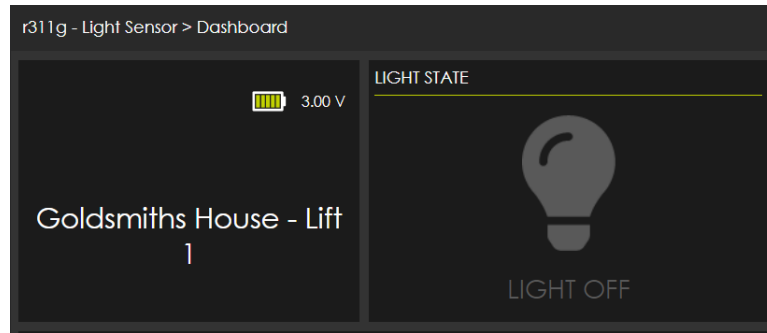 r311g - Light Sensor > Dashboard
3.00 V
Goldsmiths House - Lift
1
LIGHT STATE
LIGHT OFF